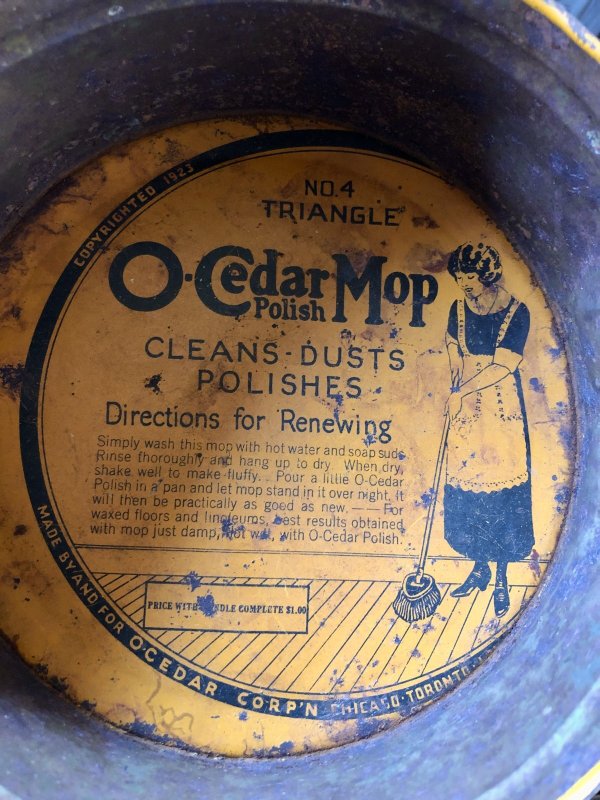 COPYRIGHTED 1923
NO.4
TRIANGLE
O-Cedar Mop
Polish
CLEANS-DUSTS
POLISHES
Directions for Renewing
Simply wash this mop with hot water and soap suds.
Rinse thoroughly and hang up to dry. When dry,
shake well to make fluffy. Pour a little O-Cedar
Polish in a pan and let mop stand in it over night. It
will then be practically as good as new. — For
waxed floors and linoleums, best results obtained
with mop just damp, not wet, with O-Cedar Polish.
PRICE WITH HANDLE COMPLETE $1.00
MADE BY AND FOR O-CEDAR CORP'N CHICAGO·TORONTO·